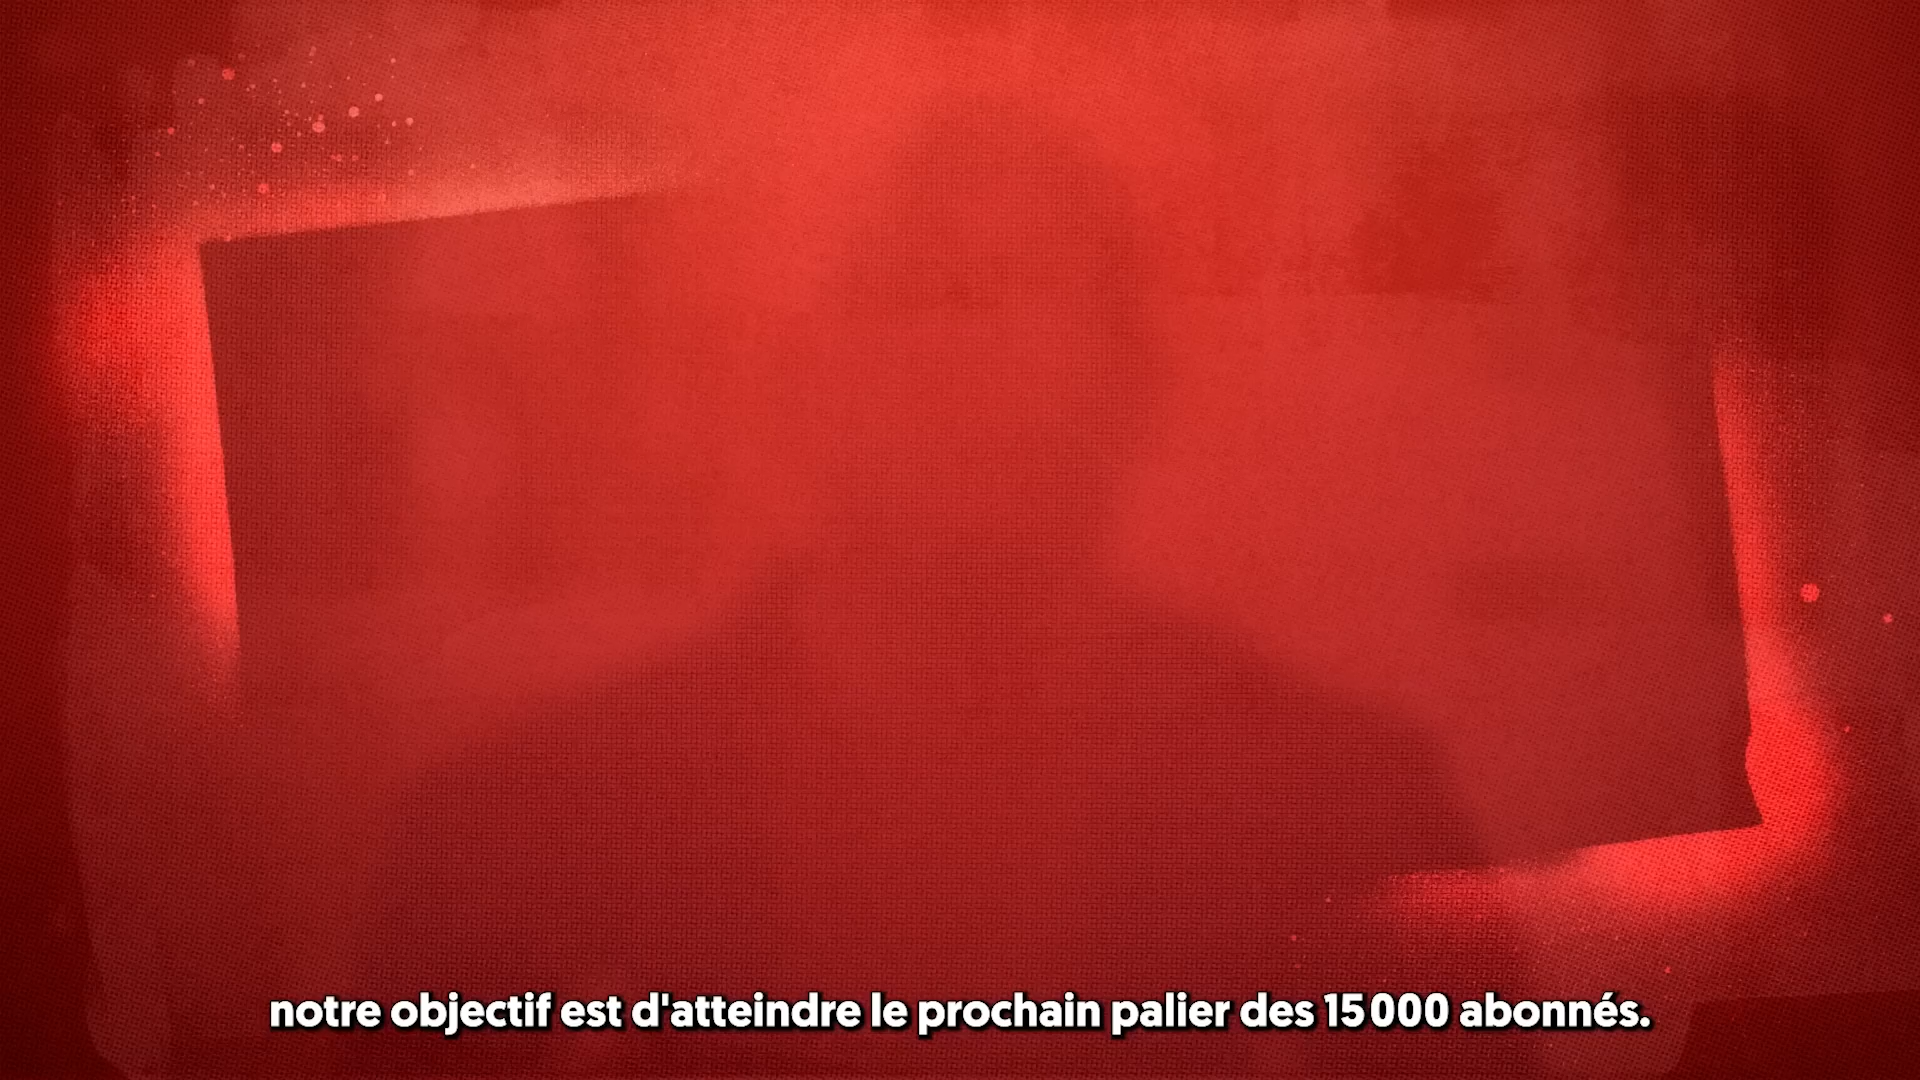 notre objectif est d'atteindre le prochain palier des 15 000 abonnés.